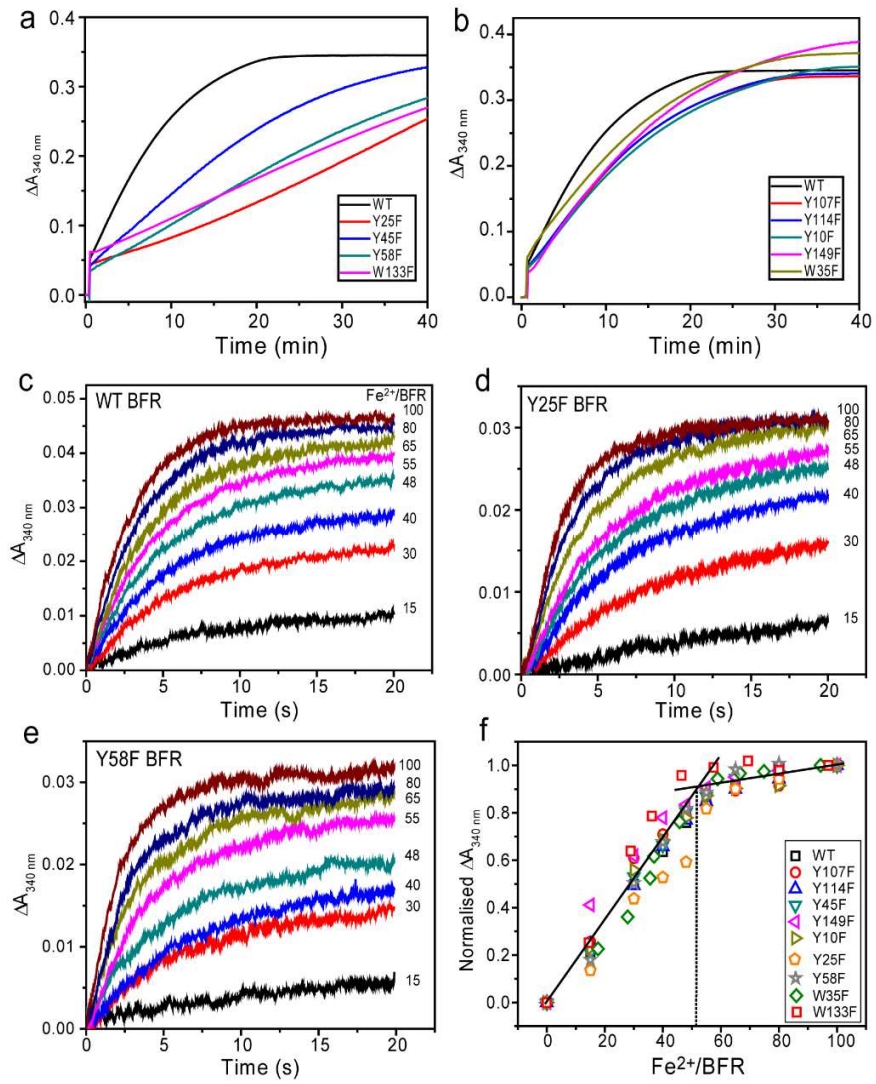 a
ΔA340 nm
0.4
0.3
0.2
0.1
0.0
WT
Y25F
Y45F
Y58F
W133F
0 10 20 30 40
Time (min)
b
ΔA340 nm
0.4
0.3
0.2
0.1
0.0
WT
Y107F
Y114F
Y10F
Y149F
W35F
0 10 20 30 40
Time (min)
c
WT BFR
Fe2+/BFR
ΔA340 nm
0.05
0.04
0.03
0.02
0.01
0.00
100
80
65
55
48
40
30
15
0 5 10 15 20
Time (s)
d
Y25F BFR
0.03
0.02
0.01
0.00
100
80
65
55
48
40
30
15
0 5 10 15 20
Time (s)
e
Y58F BFR
ΔA340 nm
0.03
0.02
0.01
0.00
100
80
65
55
48
40
30
15
0 5 10 15 20
Time (s)
f
Normalised ΔA340 nm
1.0
0.8
0.6
0.4
0.2
0.0
WT
Y107F
Y114F
Y45F
Y149F
Y10F
Y25F
Y58F
W35F
W133F
0 20 40 60 80 100
Fe2+/BFR